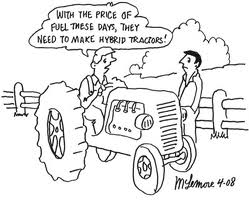 WITH THE PRICE OF
FUEL THESE DAYS, THEY
NEED TO MAKE HYBRID TRACTORS!
McLemore 4-08